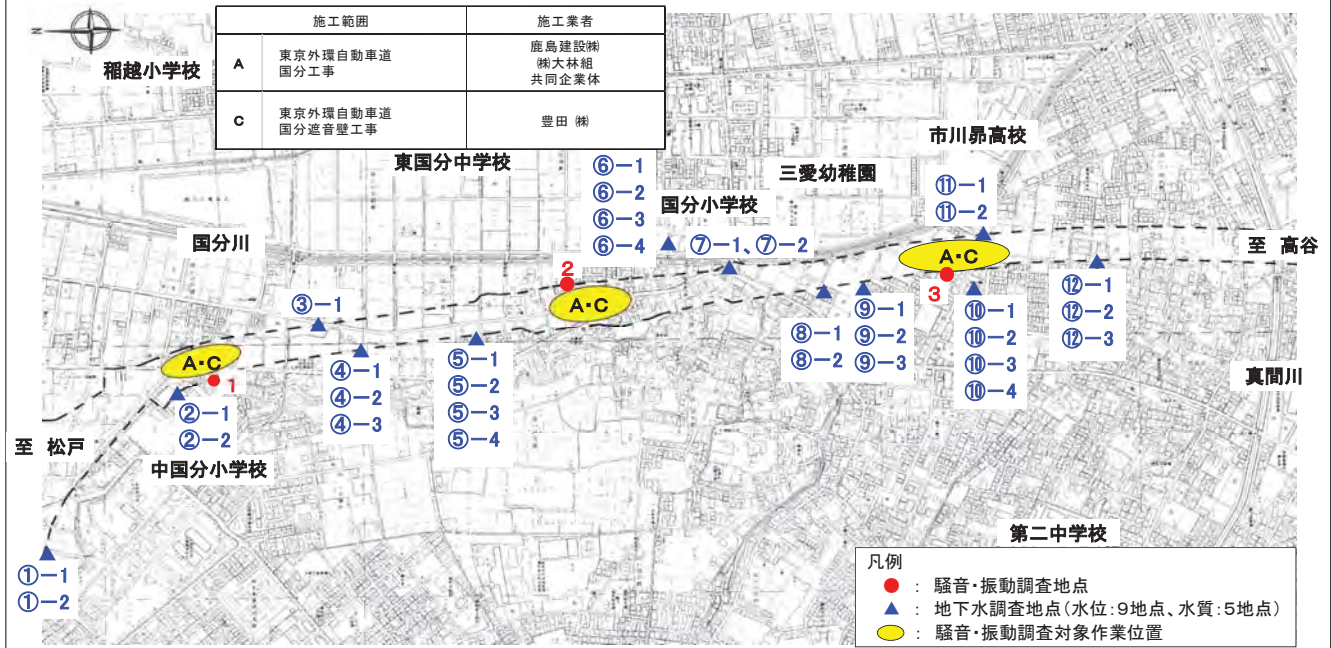 N
施工範囲 施工業者
A 東京外環自動車道 国分工事 鹿島建設㈱ ㈱大林組 共同企業体
C 東京外環自動車道 国分遮音壁工事 豊田 ㈱
稲越小学校
東国分中学校
国分川
国分小学校
三愛幼稚園
市川昴高校
至 高谷
真間川
至 松戸
中国分小学校
第二中学校
A・C
A・C
A・C
1
2
3
①－1
①－2
②－1
②－2
③－1
④－1
④－2
④－3
⑤－1
⑤－2
⑤－3
⑤－4
⑥－1
⑥－2
⑥－3
⑥－4
⑦－1、⑦－2
⑧－1
⑧－2
⑨－1
⑨－2
⑨－3
⑩－1
⑩－2
⑩－3
⑩－4
⑪－1
⑪－2
⑫－1
⑫－2
⑫－3
凡例
： 騒音・振動調査地点
： 地下水調査地点(水位：9地点、水質：5地点)
： 騒音・振動調査対象作業位置